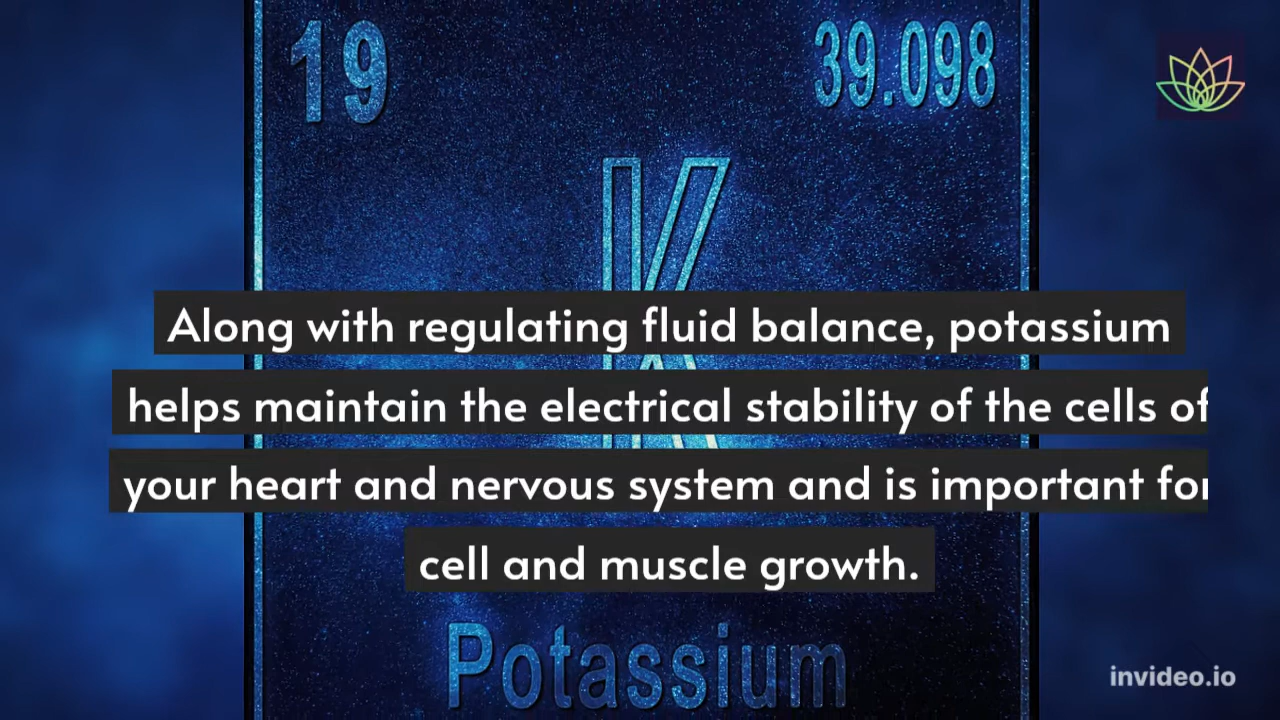 19
39.098
K
Along with regulating fluid balance, potassium
helps maintain the electrical stability of the cells of
your heart and nervous system and is important for
cell and muscle growth.
Potassium
invideo.io